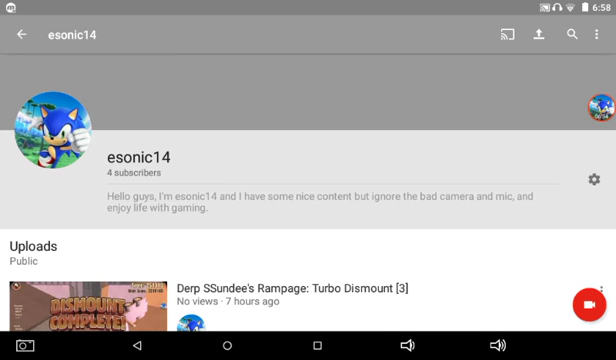 6:58
esonic14
esonic14
4 subscribers
Hello guys, I'm esonic14 and I have some nice content but ignore the bad camera and mic, and
enjoy life with gaming.
Uploads
Public
Derp SSundee's Rampage: Turbo Dismount [3]
No views · 7 hours ago
DISMOUNT
COMPLETE!